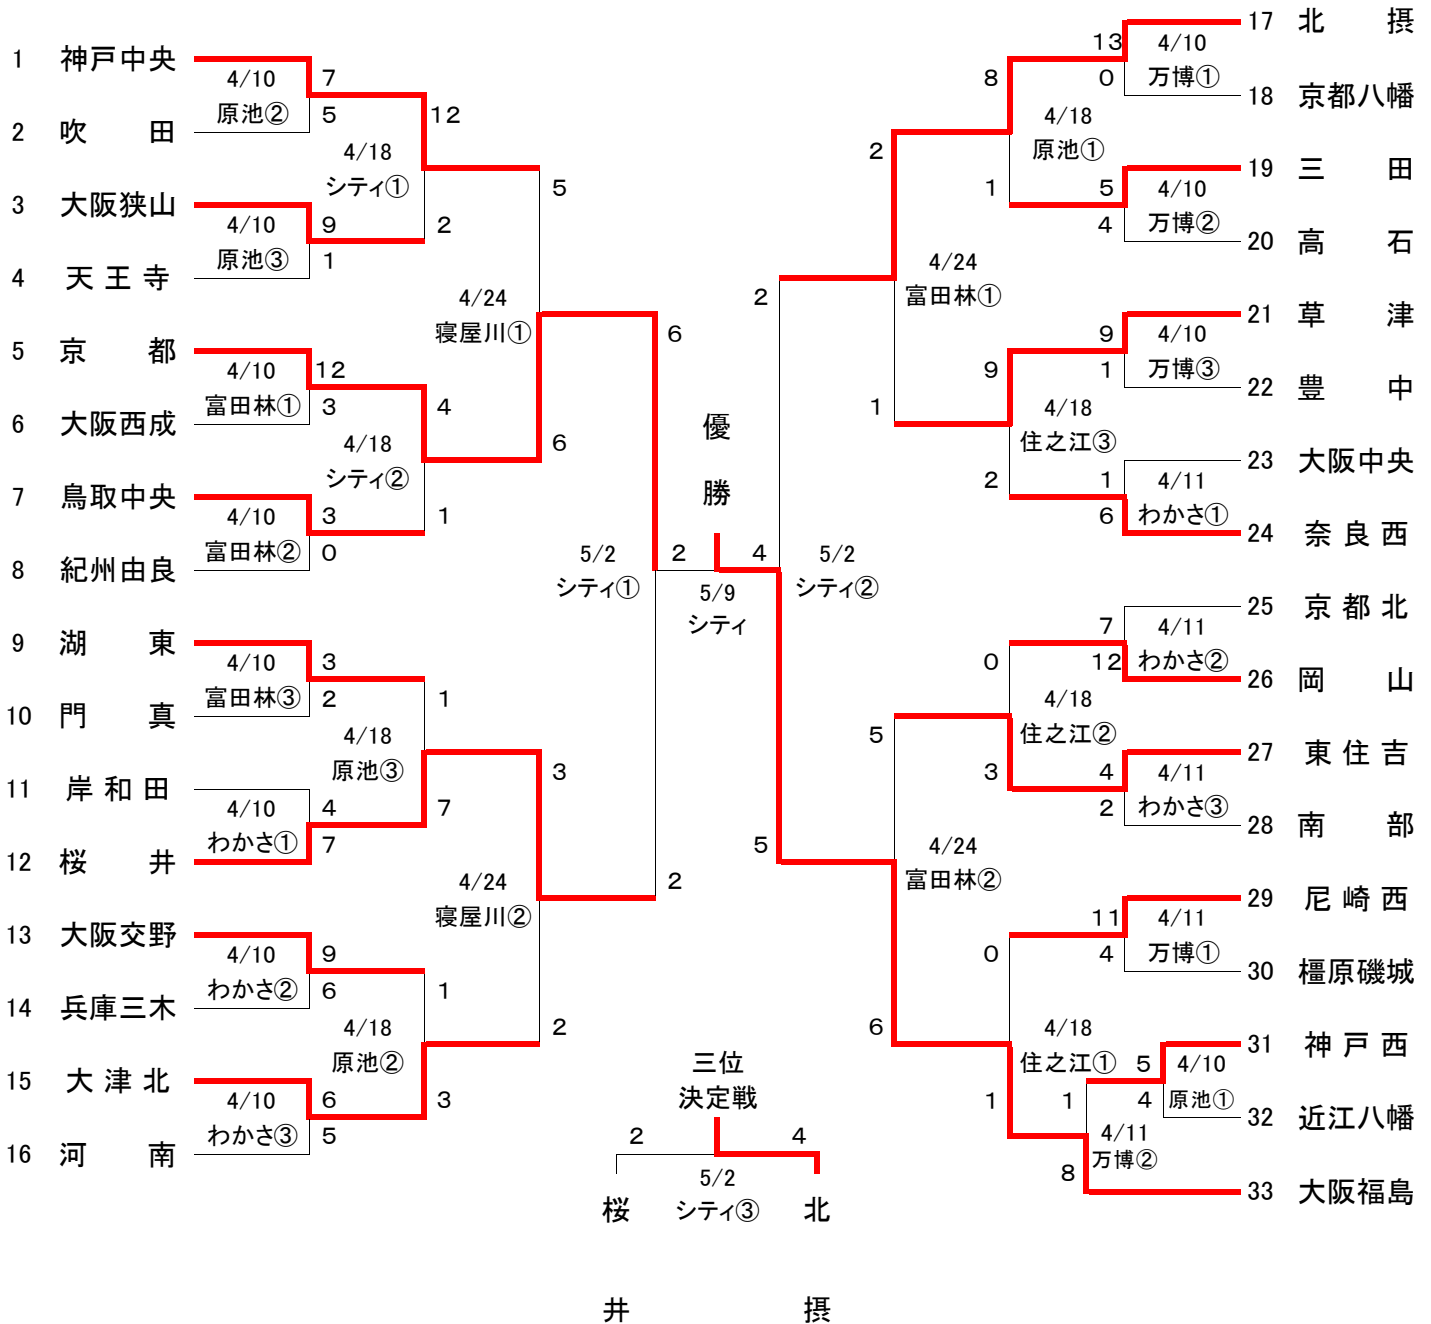 1 神戸中央
2 吹田
3 大阪狭山
4 天王寺
5 京都
6 大阪西成
7 鳥取中央
8 紀州由良
9 湖東
10 門真
11 岸和田
12 桜井
13 大阪交野
14 兵庫三木
15 大津北
16 河南
4/10
原池②
7
5
4/10
原池③
9
1
4/10
富田林①
12
3
4/10
富田林②
3
0
4/10
富田林③
3
2
4/10
わかさ①
4
7
4/10
わかさ②
9
6
4/10
わかさ③
6
5
4/18
シティ①
12
2
4/18
シティ②
4
1
4/18
原池③
1
7
4/18
原池②
1
3
4/24
寝屋川①
5
6
4/24
寝屋川②
3
2
5/2
シティ①
6
2
優
勝
2
4
5/9
シティ
5/2
シティ②
2
5
4/24
富田林①
2
1
4/24
富田林②
5
6
4/18
原池①
8
1
4/18
住之江③
9
2
4/18
住之江②
0
3
4/18
住之江①
0
1
13
0
4/10
万博①
5
4
4/10
万博②
9
1
4/10
万博③
1
6
4/11
わかさ①
7
12
4/11
わかさ②
4
2
4/11
わかさ③
11
4
4/11
万博①
5
4
4/10
原池①
1
8
4/11
万博②
17 北摂
18 京都八幡
19 三田
20 高石
21 草津
22 豊中
23 大阪中央
24 奈良西
25 京都北
26 岡山
27 東住吉
28 南部
29 尼崎西
30 橿原磯城
31 神戸西
32 近江八幡
33 大阪福島
三位
決定戦
2
4
5/2
シティ③
桜井
北摂